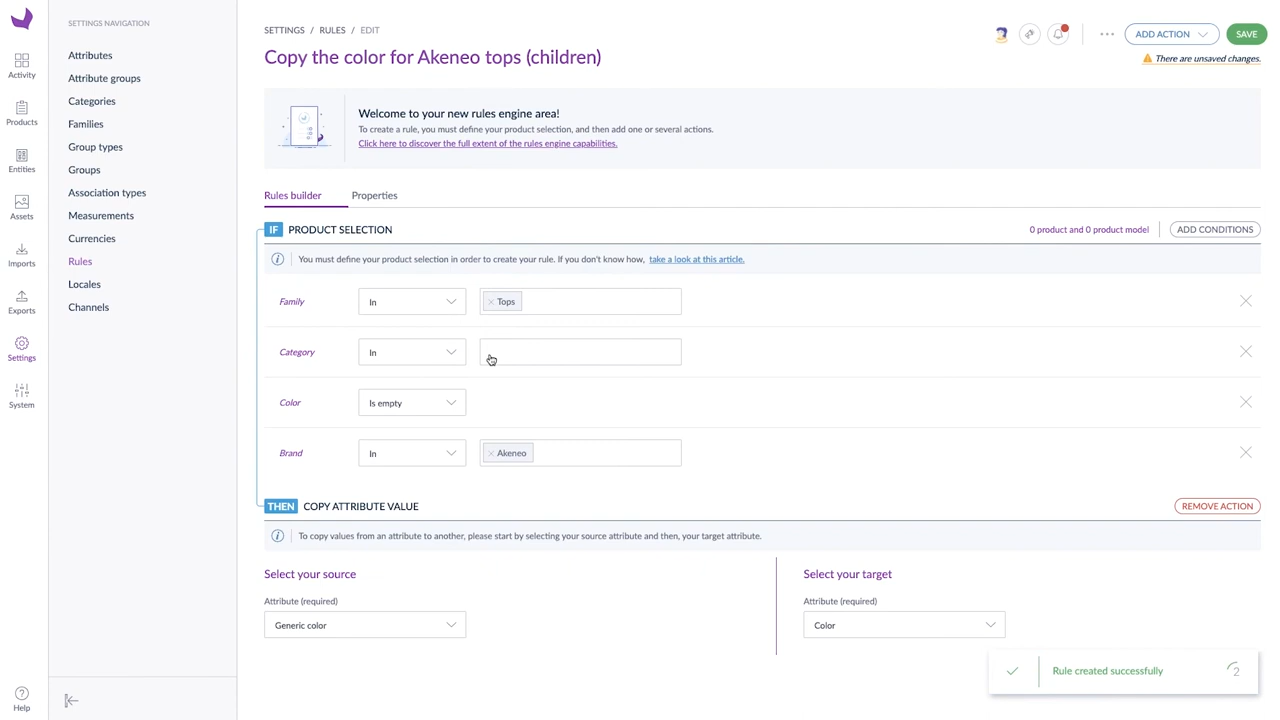 SETTINGS NAVIGATION
Activity
Products
Entities
Assets
Imports
Exports
Settings
System
Help
Attributes
Attribute groups
Categories
Families
Group types
Groups
Association types
Measurements
Currencies
Rules
Locales
Channels
SETTINGS / RULES / EDIT
ADD ACTION
SAVE
There are unsaved changes.
Copy the color for Akeneo tops (children)
Welcome to your new rules engine area!
To create a rule, you must define your product selection, and then add one or several actions.
Click here to discover the full extent of the rules engine capabilities.
Rules builder
Properties
IF PRODUCT SELECTION
0 product and 0 product model
ADD CONDITIONS
You must define your product selection in order to create your rule. If you don't know how, take a look at this article.
Family In × Tops
Category In
Color Is empty
Brand In × Akeneo
THEN COPY ATTRIBUTE VALUE
REMOVE ACTION
To copy values from an attribute to another, please start by selecting your source attribute and then, your target attribute.
Select your source
Attribute (required)
Generic color
Select your target
Attribute (required)
Color
Rule created successfully
2